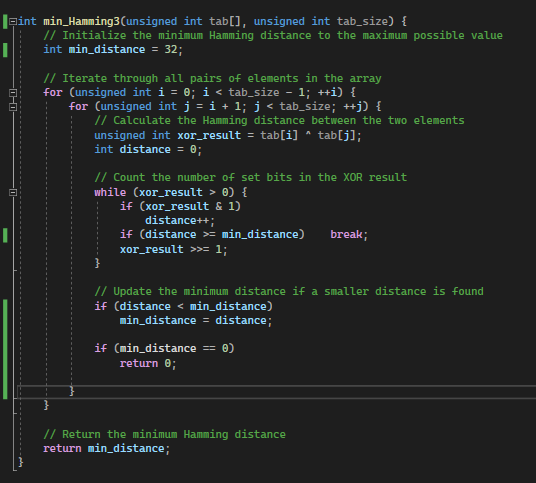 int min_Hamming3(unsigned int tab[], unsigned int tab_size) {
    // Initialize the minimum Hamming distance to the maximum possible value
    int min_distance = 32;

    // Iterate through all pairs of elements in the array
    for (unsigned int i = 0; i < tab_size - 1; ++i) {
        for (unsigned int j = i + 1; j < tab_size; ++j) {
            // Calculate the Hamming distance between the two elements
            unsigned int xor_result = tab[i] ^ tab[j];
            int distance = 0;

            // Count the number of set bits in the XOR result
            while (xor_result > 0) {
                if (xor_result & 1)
                    distance++;
                if (distance >= min_distance)    break;
                xor_result >>= 1;
            }

            // Update the minimum distance if a smaller distance is found
            if (distance < min_distance)
                min_distance = distance;

            if (min_distance == 0)
                return 0;

        }
    }

    // Return the minimum Hamming distance
    return min_distance;
}